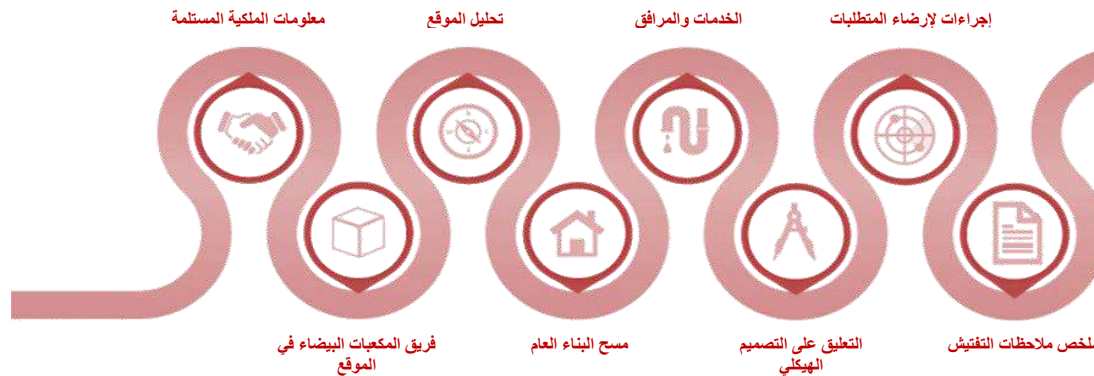 معلومات الملكية المستلمة
تحليل الموقع
الخدمات والمرافق
إجراءات لإرضاء المتطلبات
فريق المكعبات البيضاء في
الموقع
مسح البناء العام
التعليق على التصميم
الهيكلي
ملخص ملاحظات التفتيش